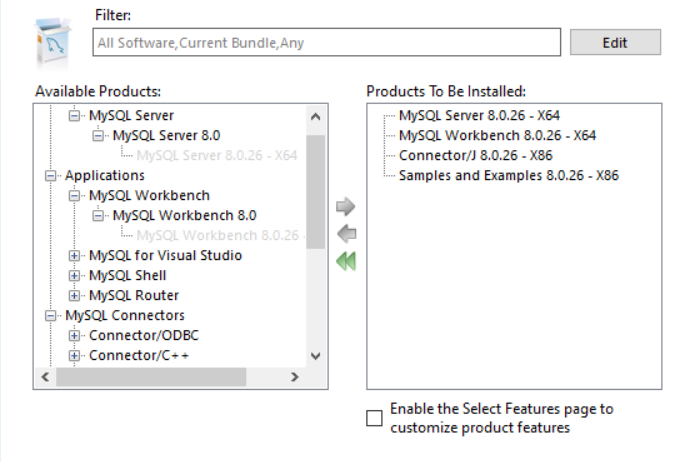 Filter:
All Software,Current Bundle,Any
Edit
Available Products:
MySQL Server
MySQL Server 8.0
MySQL Server 8.0.26 - X64
Applications
MySQL Workbench
MySQL Workbench 8.0
MySQL Workbench 8.0.26 -
MySQL for Visual Studio
MySQL Shell
MySQL Router
MySQL Connectors
Connector/ODBC
Connector/C++
Products To Be Installed:
MySQL Server 8.0.26 - X64
MySQL Workbench 8.0.26 - X64
Connector/J 8.0.26 - X86
Samples and Examples 8.0.26 - X86
Enable the Select Features page to
customize product features